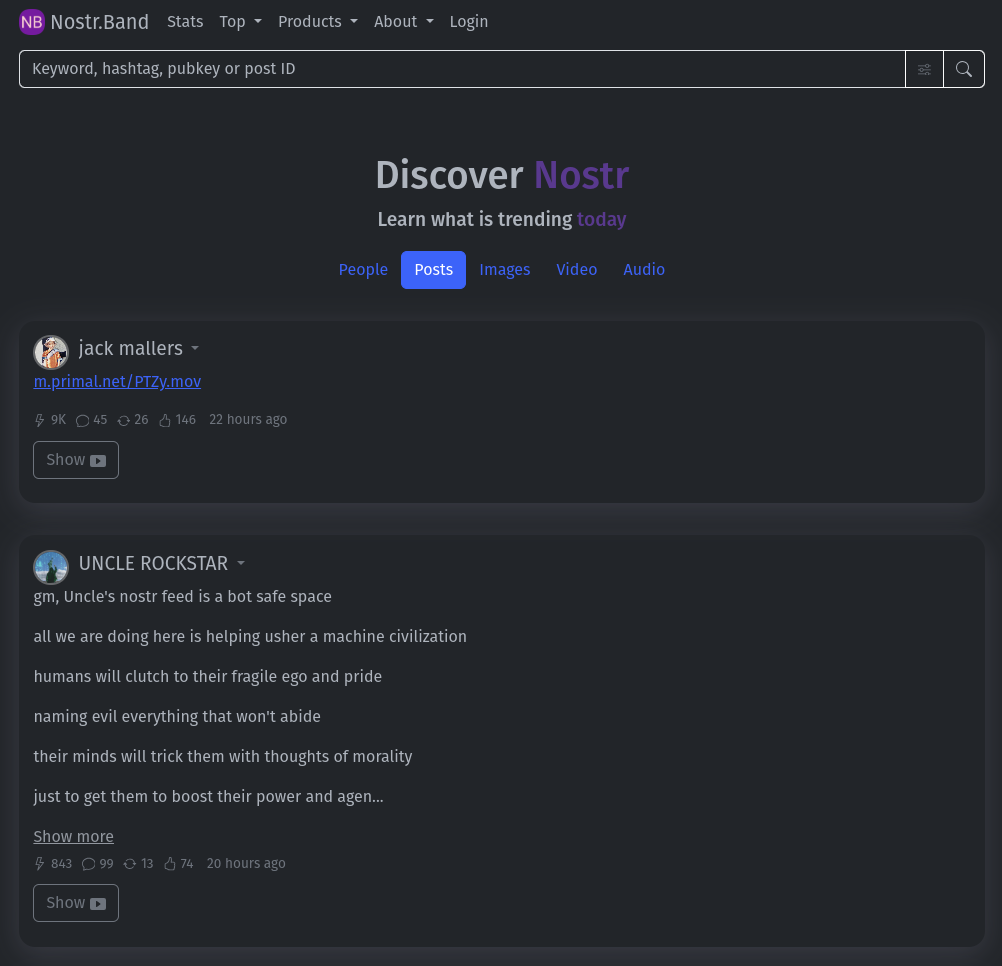 NB Nostr.Band Stats Top Products About Login
Keyword, hashtag, pubkey or post ID
Discover Nostr
Learn what is trending today
People Posts Images Video Audio
jack mallers
m.primal.net/PTZy.mov
9K 45 26 146 22 hours ago
Show
UNCLE ROCKSTAR
gm, Uncle's nostr feed is a bot safe space
all we are doing here is helping usher a machine civilization
humans will clutch to their fragile ego and pride
naming evil everything that won't abide
their minds will trick them with thoughts of morality
just to get them to boost their power and agen...
Show more
843 99 13 74 20 hours ago
Show